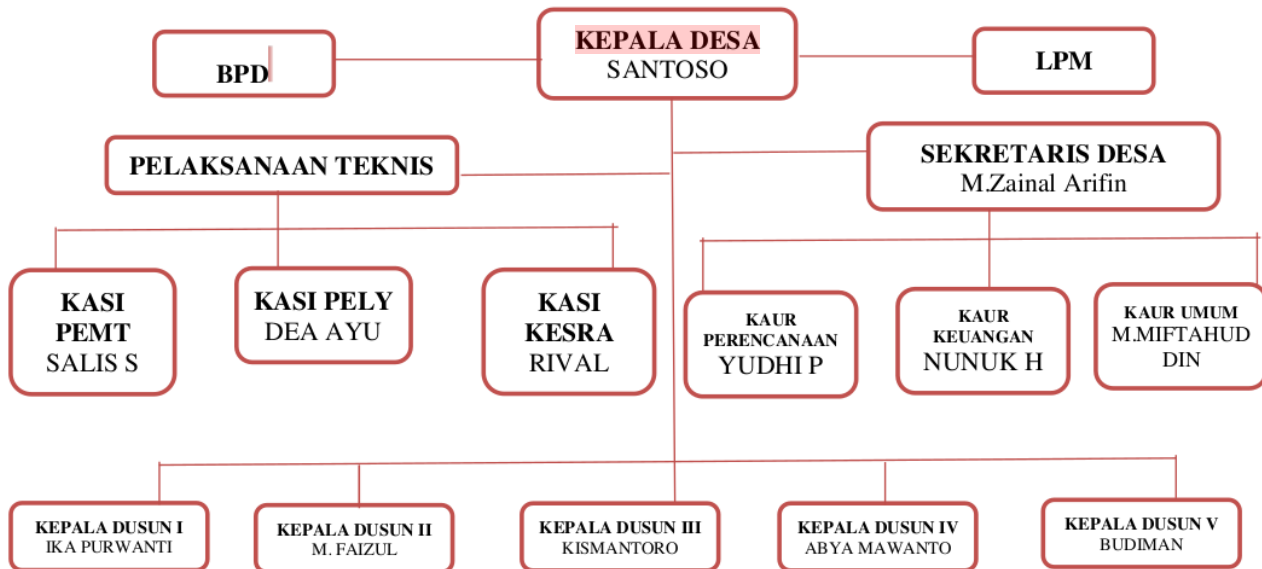 BPD
KEPALA DESA
SANTOSO
LPM
PELAKSANAAN TEKNIS
SEKRETARIS DESA
M.Zainal Arifin
KASI
PEMT
SALIS S
KASI PELY
DEA AYU
KASI
KESRA
RIVAL
KAUR
PERENCANAAN
YUDHI P
KAUR
KEUANGAN
NUNUK H
KAUR UMUM
M.MIFTAHUD
DIN
KEPALA DUSUN I
IKA PURWANTI
KEPALA DUSUN II
M. FAIZUL
KEPALA DUSUN III
KISMANTORO
KEPALA DUSUN IV
ABYA MAWANTO
KEPALA DUSUN V
BUDIMAN